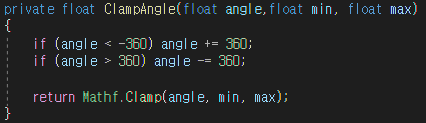 private float ClampAngle(float angle,float min, float max)
{
if (angle < -360) angle += 360;
if (angle > 360) angle -= 360;
return Mathf.Clamp(angle, min, max);
}